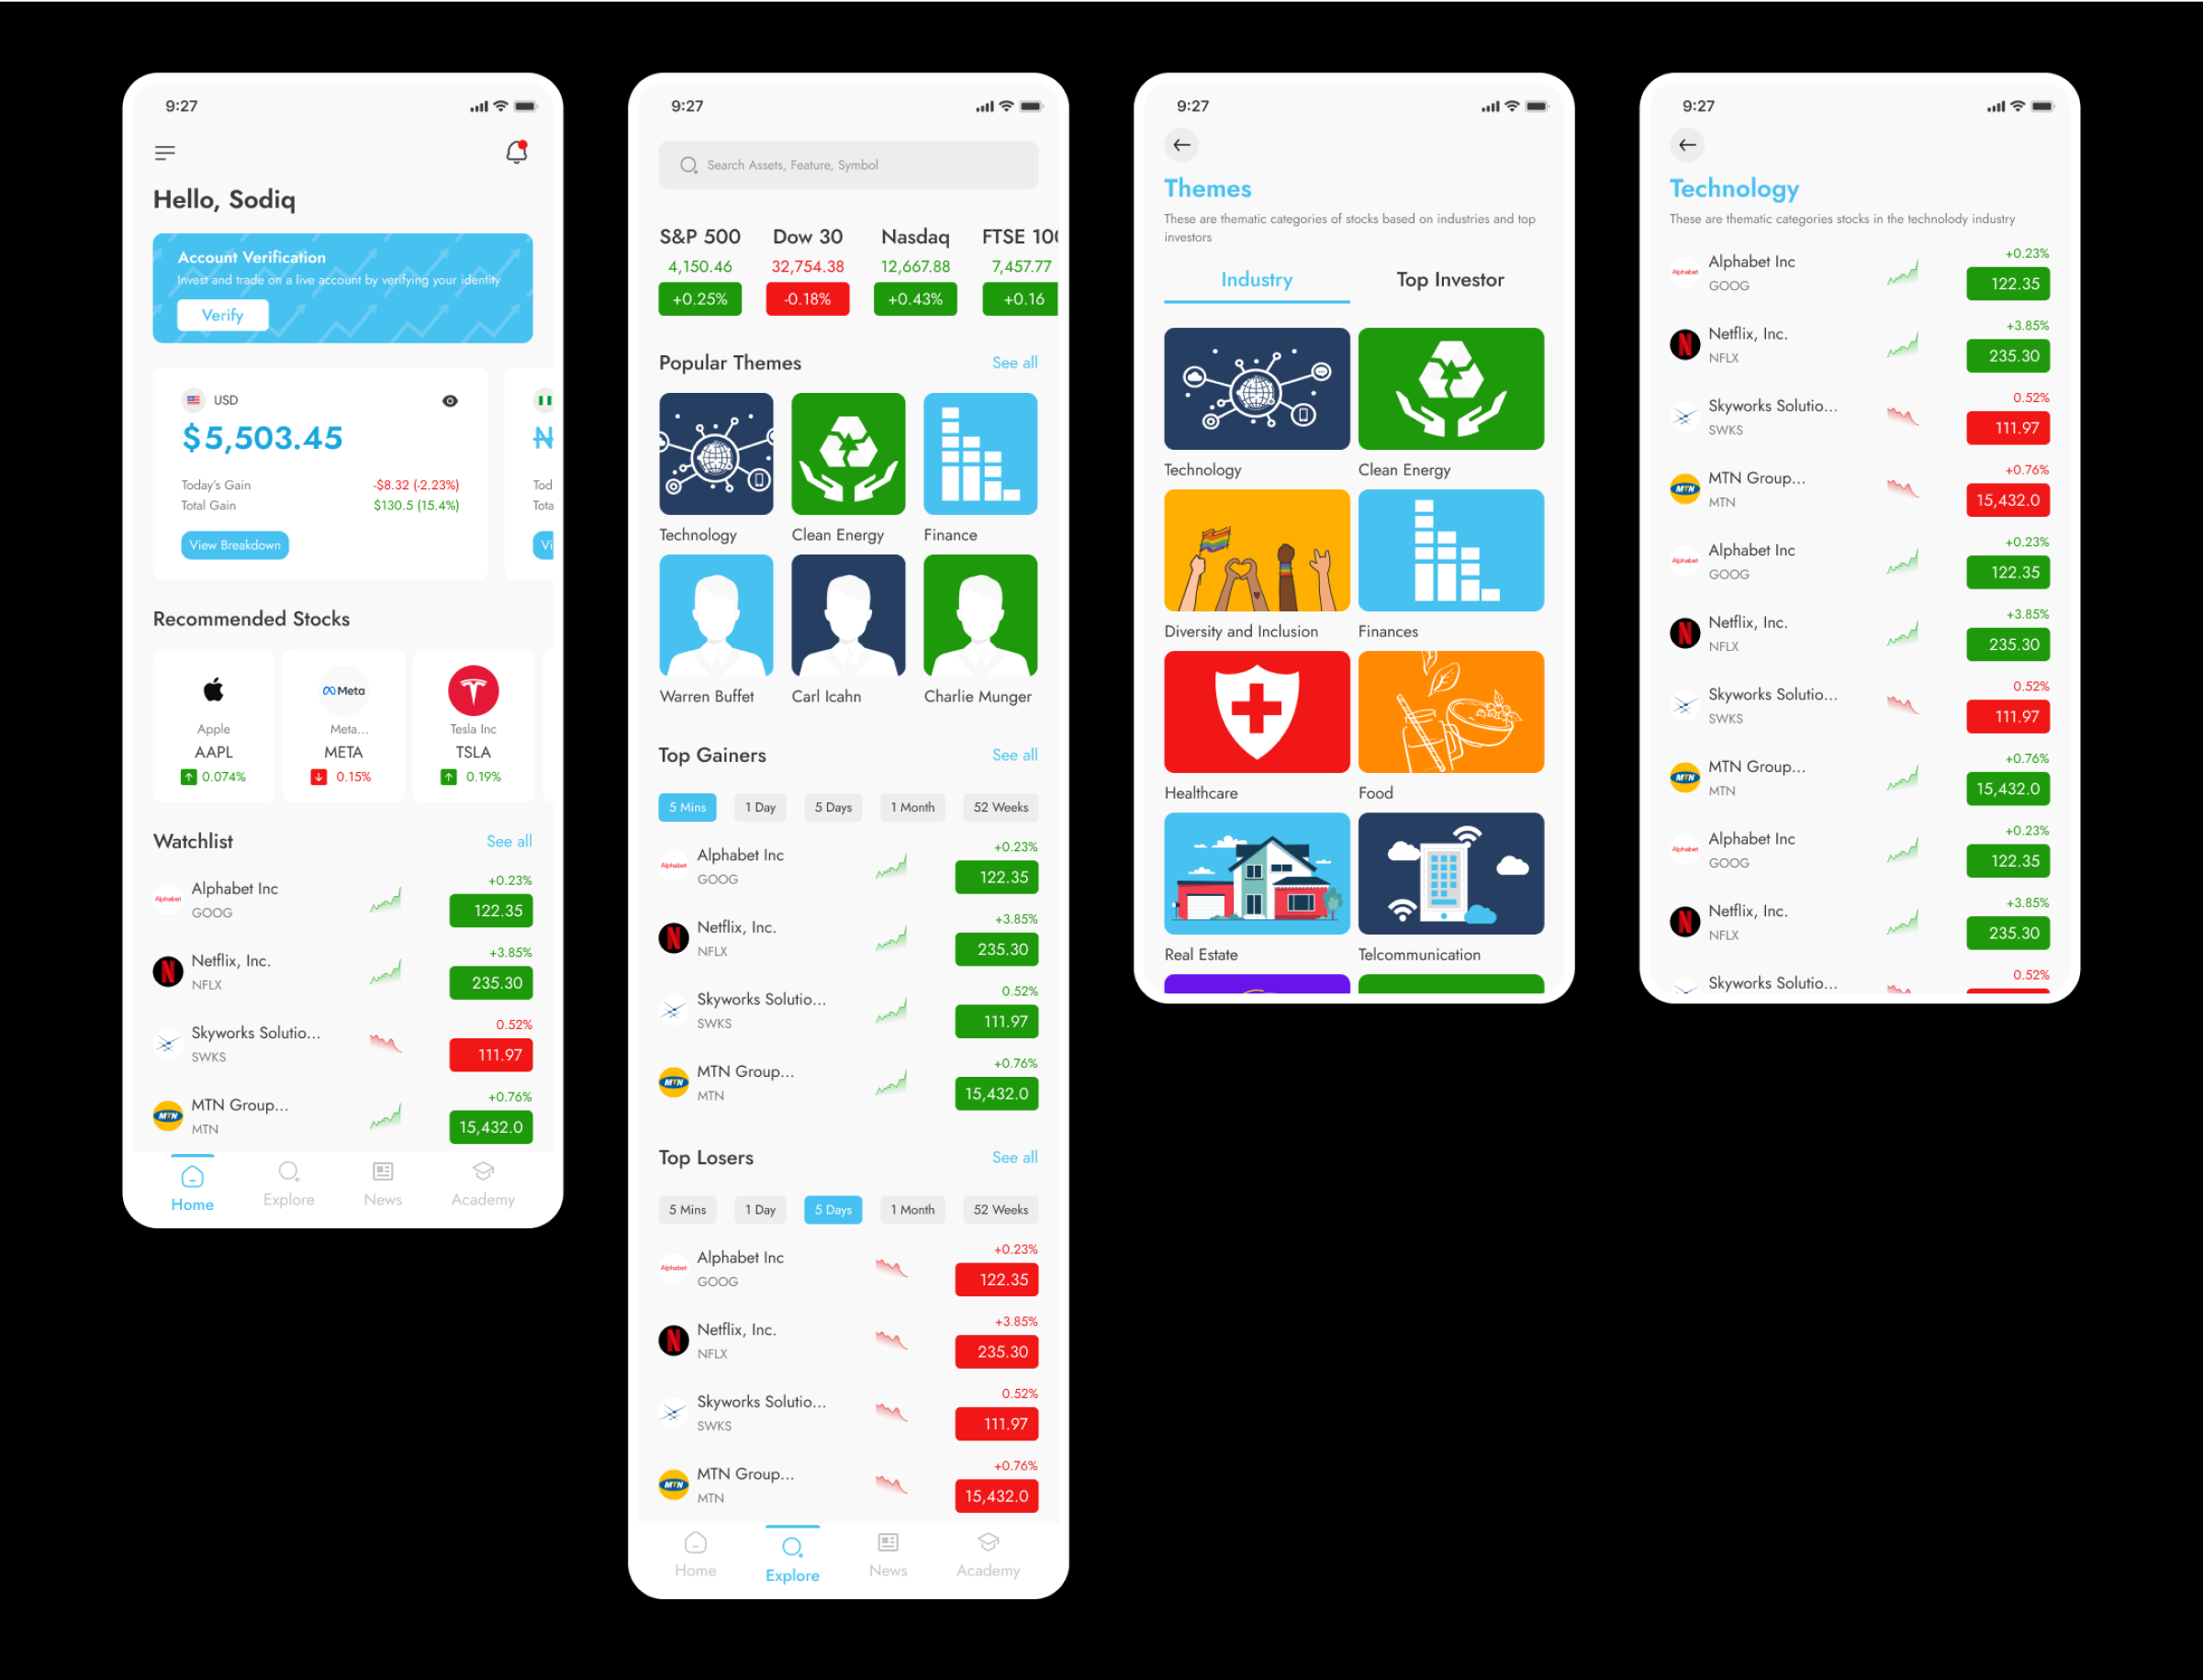 9:27
Hello, Sodiq
Account Verification
Invest and trade on a live account by verifying your identity
Verify
USD
$5,503.45
₦
Today's Gain -$8.32 (-2.23%)
Tod
Total Gain $130.5 (15.4%)
Tota
View Breakdown
Vi
Recommended Stocks
Meta
Apple
AAPL
0.074%
Meta...
META
0.15%
Tesla Inc
TSLA
0.19%
Watchlist See all
Alphabet
Alphabet Inc
GOOG
+0.23%
122.35
Netflix, Inc.
NFLX
+3.85%
235.30
Skyworks Solutio...
SWKS
0.52%
111.97
MTN
MTN Group...
MTN
+0.76%
15,432.0
Home Explore News Academy
9:27
Search Assets, Feature, Symbol
S&P 500 Dow 30 Nasdaq FTSE 100
4,150.46 32,754.38 12,667.88 7,457.77
+0.25% -0.18% +0.43% +0.16
Popular Themes See all
Technology Clean Energy Finance
Warren Buffet Carl Icahn Charlie Munger
Top Gainers See all
5 Mins 1 Day 5 Days 1 Month 52 Weeks
Alphabet
Alphabet Inc
GOOG
+0.23%
122.35
Netflix, Inc.
NFLX
+3.85%
235.30
Skyworks Solutio...
SWKS
0.52%
111.97
MTN
MTN Group...
MTN
+0.76%
15,432.0
Top Losers See all
5 Mins 1 Day 5 Days 1 Month 52 Weeks
Alphabet
Alphabet Inc
GOOG
+0.23%
122.35
Netflix, Inc.
NFLX
+3.85%
235.30
Skyworks Solutio...
SWKS
0.52%
111.97
MTN
MTN Group...
MTN
+0.76%
15,432.0
Home Explore News Academy
9:27
Themes
These are thematic categories of stocks based on industries and top
investors
Industry Top Investor
Technology Clean Energy
Diversity and Inclusion Finances
Healthcare Food
Real Estate Telcommunication
9:27
Technology
These are thematic categories stocks in the technolody industry
Alphabet
Alphabet Inc
GOOG
+0.23%
122.35
Netflix, Inc.
NFLX
+3.85%
235.30
Skyworks Solutio...
SWKS
0.52%
111.97
MTN
MTN Group...
MTN
+0.76%
15,432.0
Alphabet
Alphabet Inc
GOOG
+0.23%
122.35
Netflix, Inc.
NFLX
+3.85%
235.30
Skyworks Solutio...
SWKS
0.52%
111.97
MTN
MTN Group...
MTN
+0.76%
15,432.0
Alphabet
Alphabet Inc
GOOG
+0.23%
122.35
Netflix, Inc.
NFLX
+3.85%
235.30
Skyworks Solutio...
0.52%